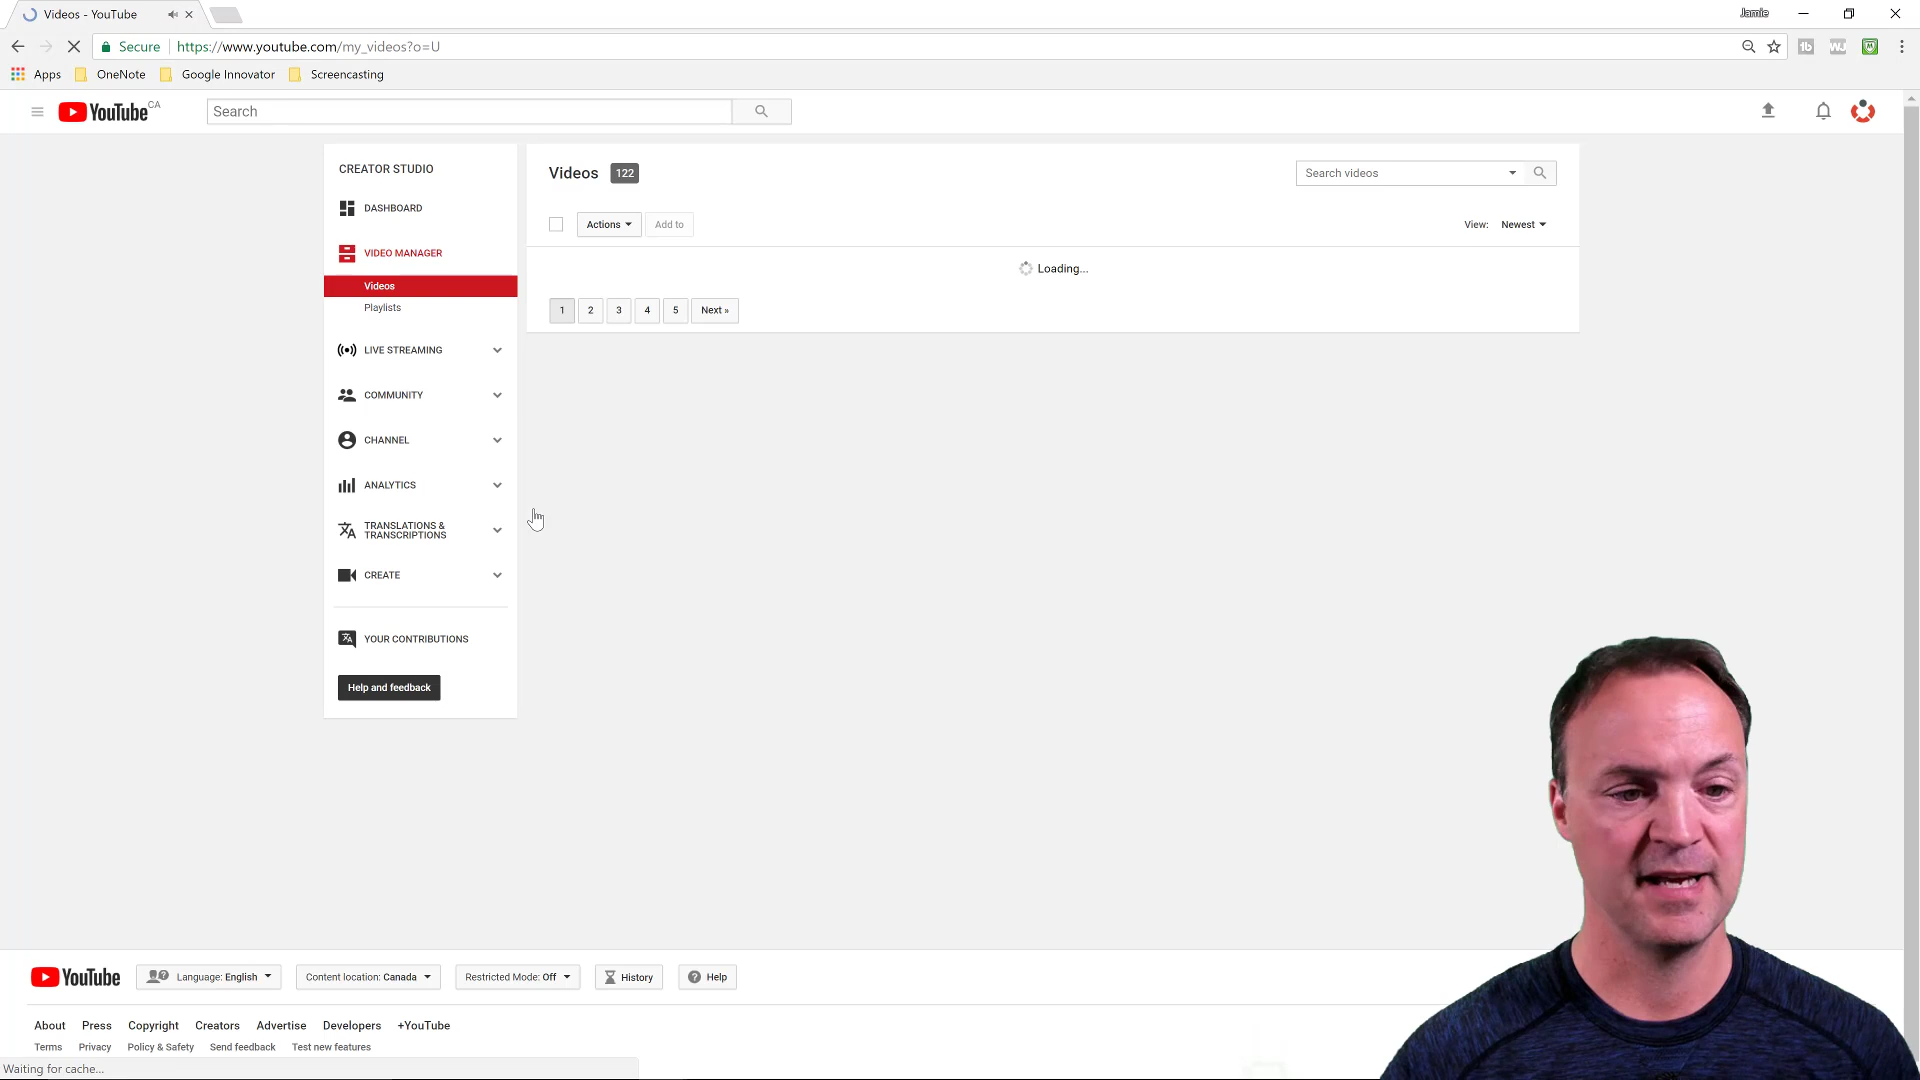 Videos - YouTube
Jamie
Secure https://www.youtube.com/my_videos?o=U
Apps OneNote Google Innovator Screencasting
YouTube CA
Search
CREATOR STUDIO
DASHBOARD
VIDEO MANAGER
Videos
Playlists
LIVE STREAMING
COMMUNITY
CHANNEL
ANALYTICS
TRANSLATIONS &
TRANSCRIPTIONS
CREATE
YOUR CONTRIBUTIONS
Help and feedback
Videos 122
Search videos
Actions Add to
View: Newest
Loading...
1 2 3 4 5 Next »
YouTube Language: English Content location: Canada Restricted Mode: Off History Help
About Press Copyright Creators Advertise Developers +YouTube
Terms Privacy Policy & Safety Send feedback Test new features
Waiting for cache...